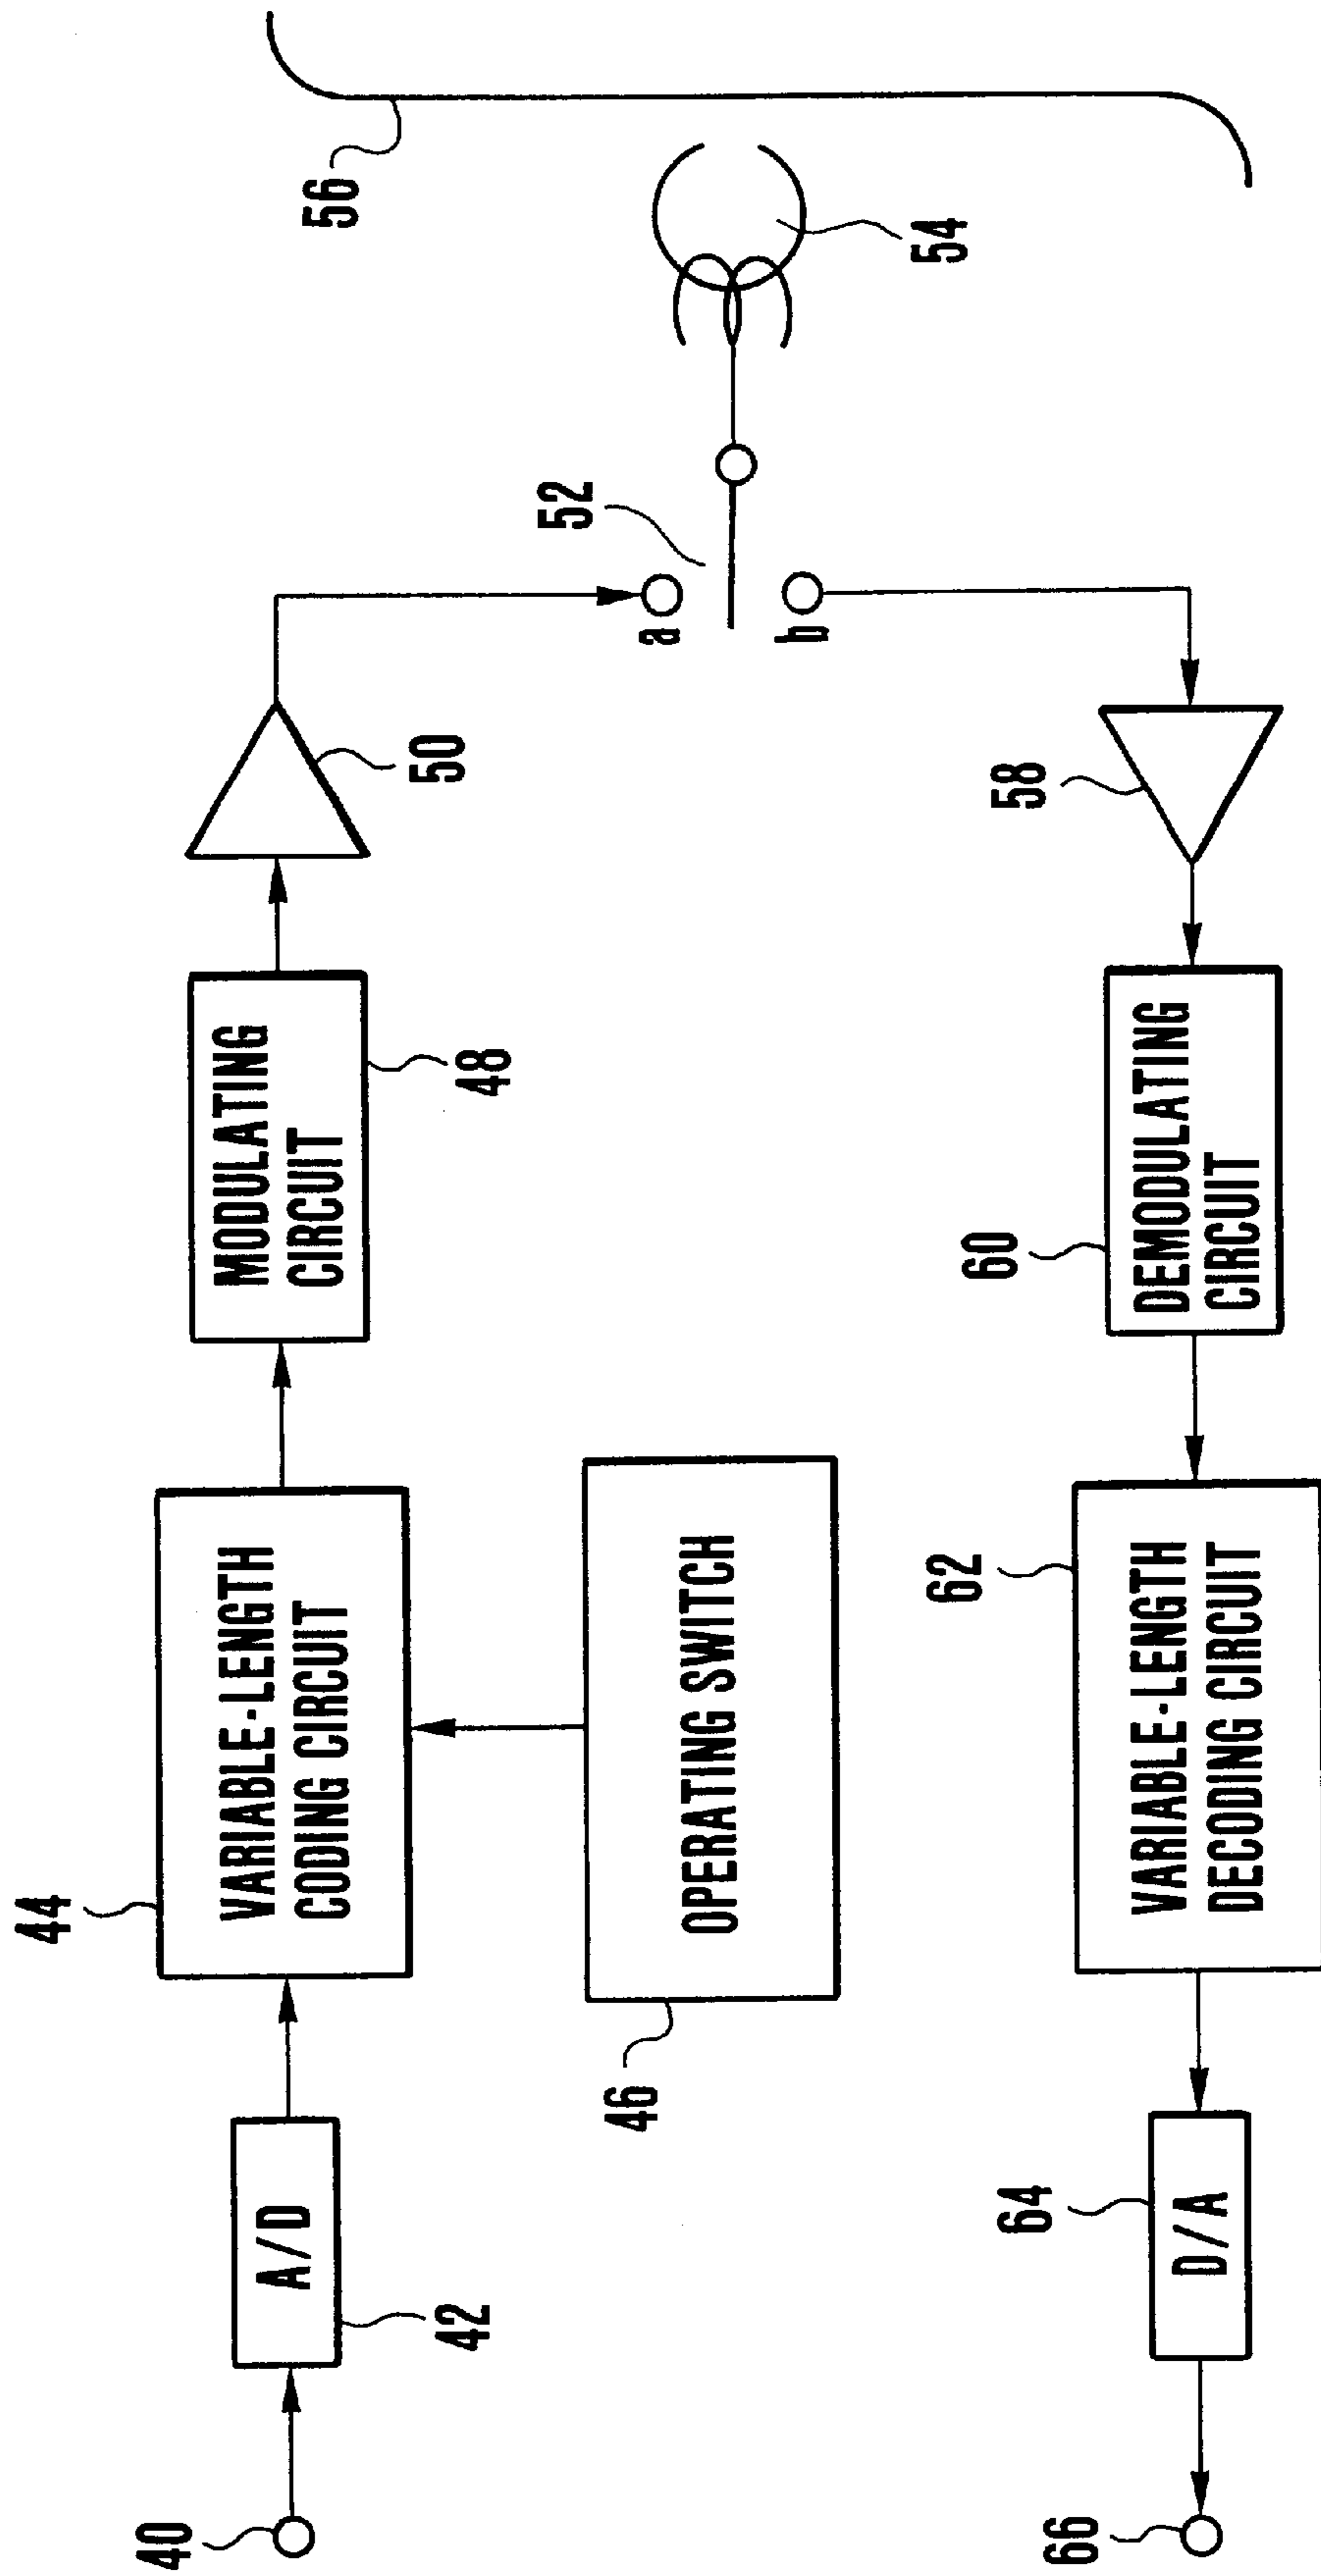 40
A/D
42
44
VARIABLE-LENGTH
CODING CIRCUIT
MODULATING
CIRCUIT
48
50
46
OPERATING SWITCH
52
a
b
54
56
58
60
DEMODULATING
CIRCUIT
62
VARIABLE-LENGTH
DECODING CIRCUIT
64
D/A
66